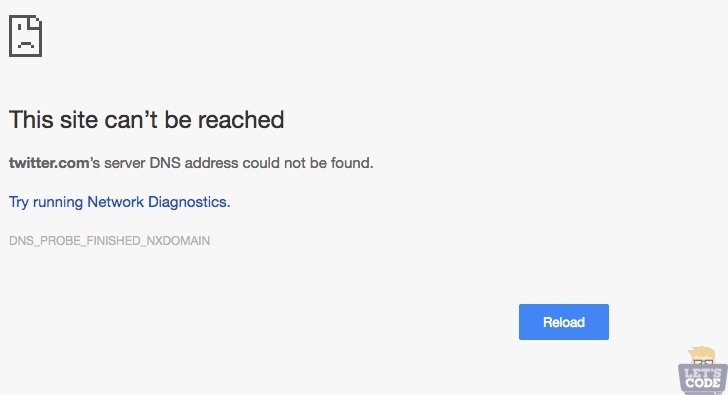 This site can’t be reached
twitter.com’s server DNS address could not be found.
Try running Network Diagnostics.
DNS_PROBE_FINISHED_NXDOMAIN
Reload
LET'S
CODE